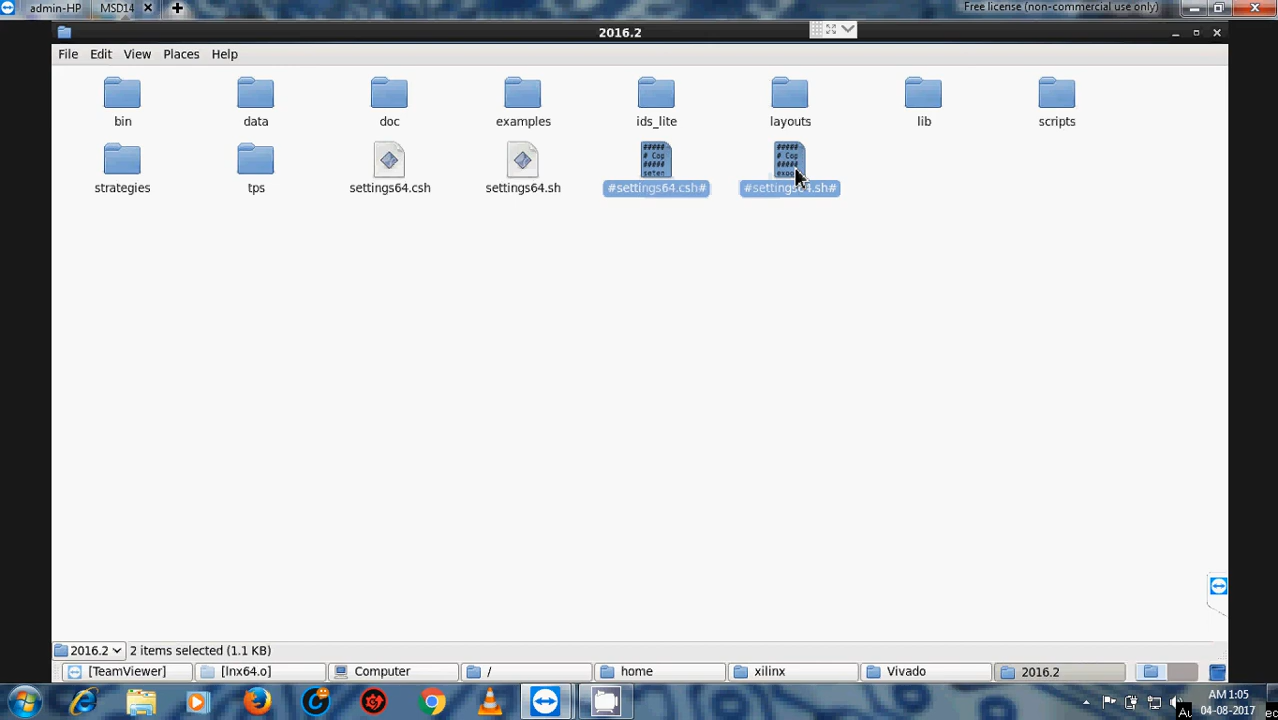 admin-HP MSD14 Free license (non-commercial use only)
2016.2
File Edit View Places Help
bin data doc examples ids_lite layouts lib scripts
strategies tps settings64.csh settings64.sh #settings64.csh# #settings64.sh#
2016.2 2 items selected (1.1 KB)
[TeamViewer] [lnx64.o] Computer / home xilinx Vivado 2016.2
AM 1:05
04-08-2017